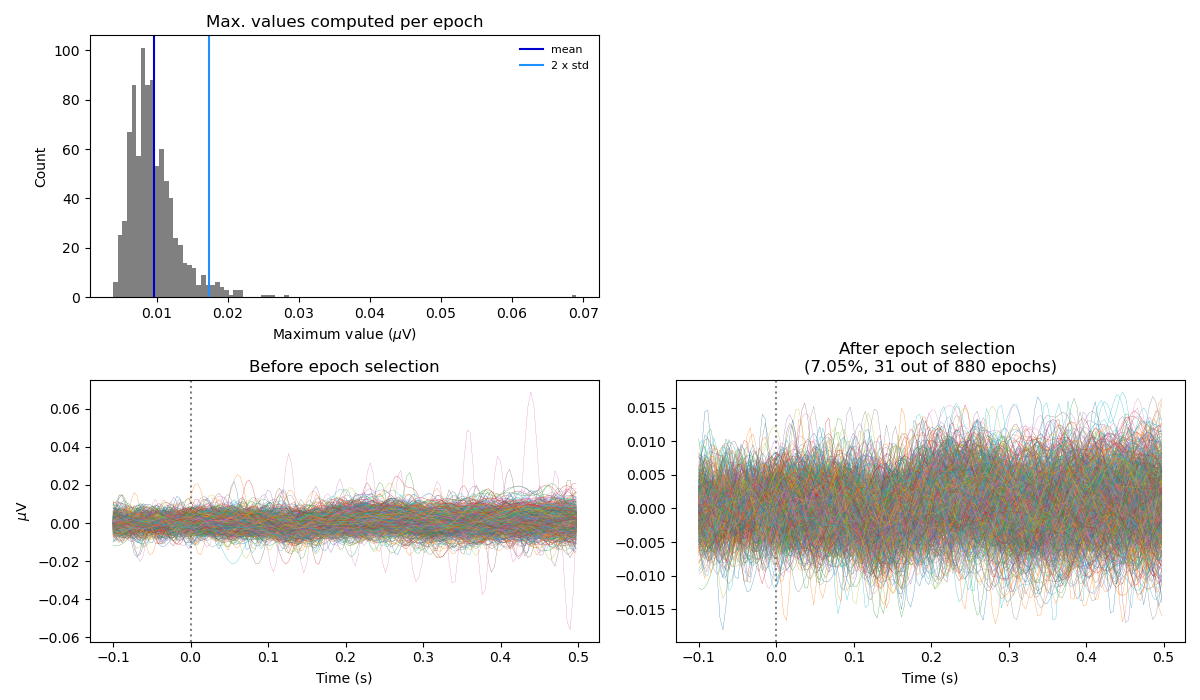 Max. values computed per epoch
100
80
60
40
20
0
Count
mean
2 x std
0.01 0.02 0.03 0.04 0.05 0.06 0.07
Maximum value (μV)
Before epoch selection
0.06
0.04
0.02
0.00
−0.02
−0.04
−0.06
μV
−0.1 0.0 0.1 0.2 0.3 0.4 0.5
Time (s)
After epoch selection
(7.05%, 31 out of 880 epochs)
0.015
0.010
0.005
0.000
−0.005
−0.010
−0.015
−0.1 0.0 0.1 0.2 0.3 0.4 0.5
Time (s)